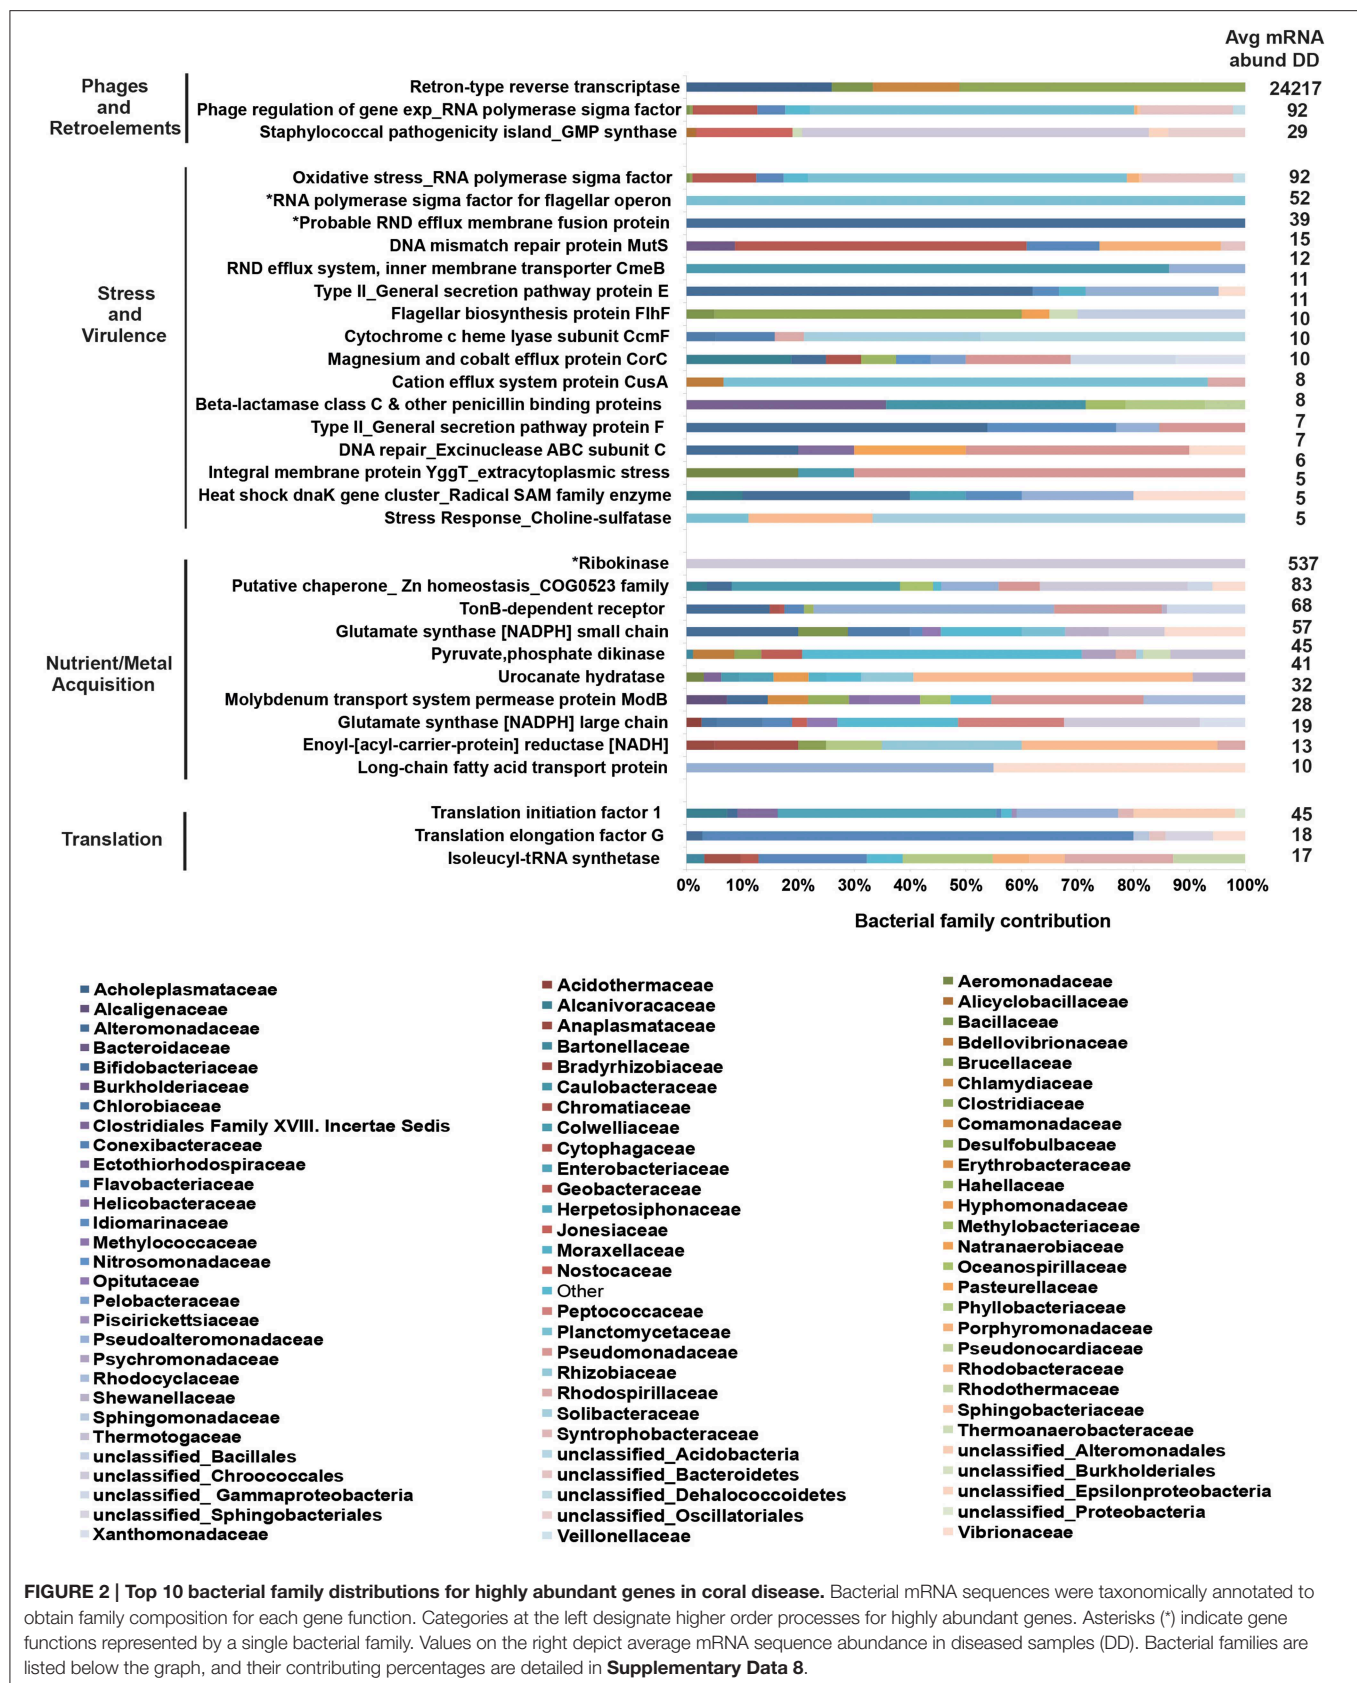 Avg mRNA
abund DD
Phages
and
Retroelements
Retron-type reverse transcriptase 24217
Phage regulation of gene exp_RNA polymerase sigma factor 92
Staphylococcal pathogenicity island_GMP synthase 29
Stress
and
Virulence
Oxidative stress_RNA polymerase sigma factor 92
*RNA polymerase sigma factor for flagellar operon 52
*Probable RND efflux membrane fusion protein 39
DNA mismatch repair protein MutS 15
RND efflux system, inner membrane transporter CmeB 12
Type II_General secretion pathway protein E 11
Flagellar biosynthesis protein FlhF 11
Cytochrome c heme lyase subunit CcmF 10
Magnesium and cobalt efflux protein CorC 10
Cation efflux system protein CusA 10
Beta-lactamase class C & other penicillin binding proteins 8
Type II_General secretion pathway protein F 8
DNA repair_Excinuclease ABC subunit C 7
Integral membrane protein YggT_extracytoplasmic stress 7
Heat shock dnaK gene cluster_Radical SAM family enzyme 6
Stress Response_Choline-sulfatase 5
5
5
Nutrient/Metal
Acquisition
*Ribokinase 537
Putative chaperone_ Zn homeostasis_COG0523 family 83
TonB-dependent receptor 68
Glutamate synthase [NADPH] small chain 57
Pyruvate,phosphate dikinase 45
Urocanate hydratase 41
Molybdenum transport system permease protein ModB 32
Glutamate synthase [NADPH] large chain 28
Enoyl-[acyl-carrier-protein] reductase [NADH] 19
Long-chain fatty acid transport protein 13
10
Translation
Translation initiation factor 1 45
Translation elongation factor G 18
Isoleucyl-tRNA synthetase 17
0% 10% 20% 30% 40% 50% 60% 70% 80% 90% 100%
Bacterial family contribution
Acholeplasmataceae
Alcaligenaceae
Alteromonadaceae
Bacteroidaceae
Bifidobacteriaceae
Burkholderiaceae
Chlorobiaceae
Clostridiales Family XVIII. Incertae Sedis
Conexibacteraceae
Ectothiorhodospiraceae
Flavobacteriaceae
Helicobacteraceae
Idiomarinaceae
Methylococcaceae
Nitrosomonadaceae
Opitutaceae
Pelobacteraceae
Piscirickettsiaceae
Pseudoalteromonadaceae
Psychromonadaceae
Rhodocyclaceae
Shewanellaceae
Sphingomonadaceae
Thermotogaceae
unclassified_Bacillales
unclassified_Chroococcales
unclassified_ Gammaproteobacteria
unclassified_Sphingobacteriales
Xanthomonadaceae
Acidothermaceae
Alcanivoracaceae
Anaplasmataceae
Bartonellaceae
Bradyrhizobiaceae
Caulobacteraceae
Chromatiaceae
Colwelliaceae
Cytophagaceae
Enterobacteriaceae
Geobacteraceae
Herpetosiphonaceae
Jonesiaceae
Moraxellaceae
Nostocaceae
Other
Peptococcaceae
Planctomycetaceae
Pseudomonadaceae
Rhizobiaceae
Rhodospirillaceae
Solibacteraceae
Syntrophobacteraceae
unclassified_Acidobacteria
unclassified_Bacteroidetes
unclassified_Dehalococcoidetes
unclassified_Oscillatoriales
Veillonellaceae
Aeromonadaceae
Alicyclobacillaceae
Bacillaceae
Bdellovibrionaceae
Brucellaceae
Chlamydiaceae
Clostridiaceae
Comamonadaceae
Desulfobulbaceae
Erythrobacteraceae
Hahellaceae
Hyphomonadaceae
Methylobacteriaceae
Natranaerobiaceae
Oceanospirillaceae
Pasteurellaceae
Phyllobacteriaceae
Porphyromonadaceae
Pseudonocardiaceae
Rhodobacteraceae
Rhodothermaceae
Sphingobacteriaceae
Thermoanaerobacteraceae
unclassified_Alteromonadales
unclassified_Burkholderiales
unclassified_Epsilonproteobacteria
unclassified_Proteobacteria
Vibrionaceae
FIGURE 2 | Top 10 bacterial family distributions for highly abundant genes in coral disease. Bacterial mRNA sequences were taxonomically annotated to
obtain family composition for each gene function. Categories at the left designate higher order processes for highly abundant genes. Asterisks (*) indicate gene
functions represented by a single bacterial family. Values on the right depict average mRNA sequence abundance in diseased samples (DD). Bacterial families are
listed below the graph, and their contributing percentages are detailed in Supplementary Data 8.